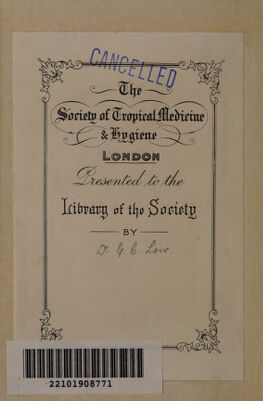 CANCELLED
The
Society of Tropical Medicine
& Hygiene
LONDON
Presented to the
Library of the Society
BY
Dr. G. C. Low.
22101908771